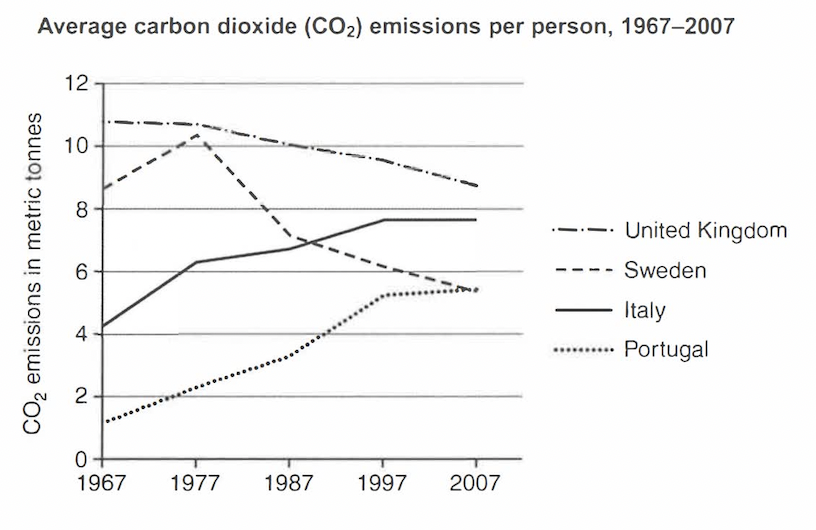 Average carbon dioxide (CO₂) emissions per person, 1967–2007
CO₂ emissions in metric tonnes
12
10
8
6
4
2
0
1967 1977 1987 1997 2007
United Kingdom
Sweden
Italy
Portugal